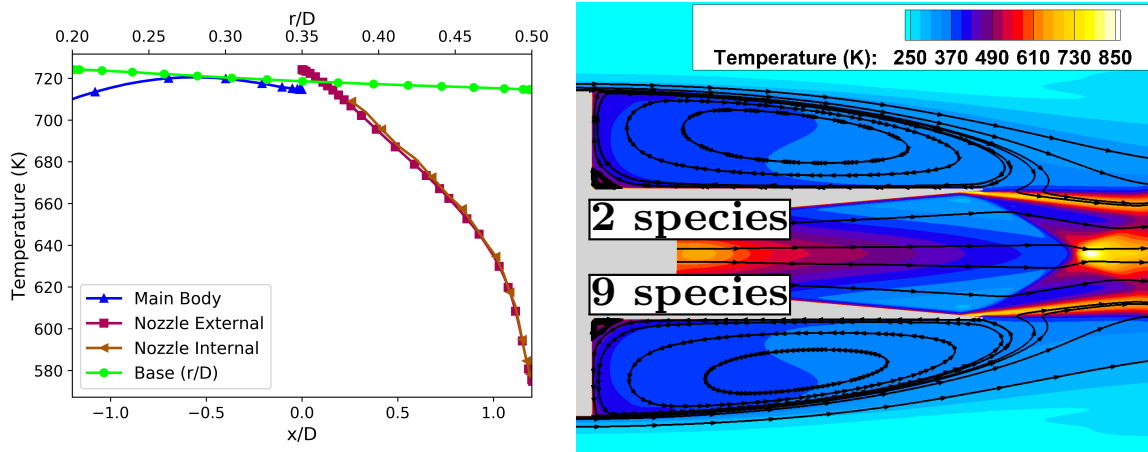 r/D
0.20 0.25 0.30 0.35 0.40 0.45 0.50
Temperature (K)
720
700
680
660
640
620
600
580
Main Body
Nozzle External
Nozzle Internal
Base (r/D)
−1.0 −0.5 0.0 0.5 1.0
x/D
Temperature (K): 250 370 490 610 730 850
2 species
9 species